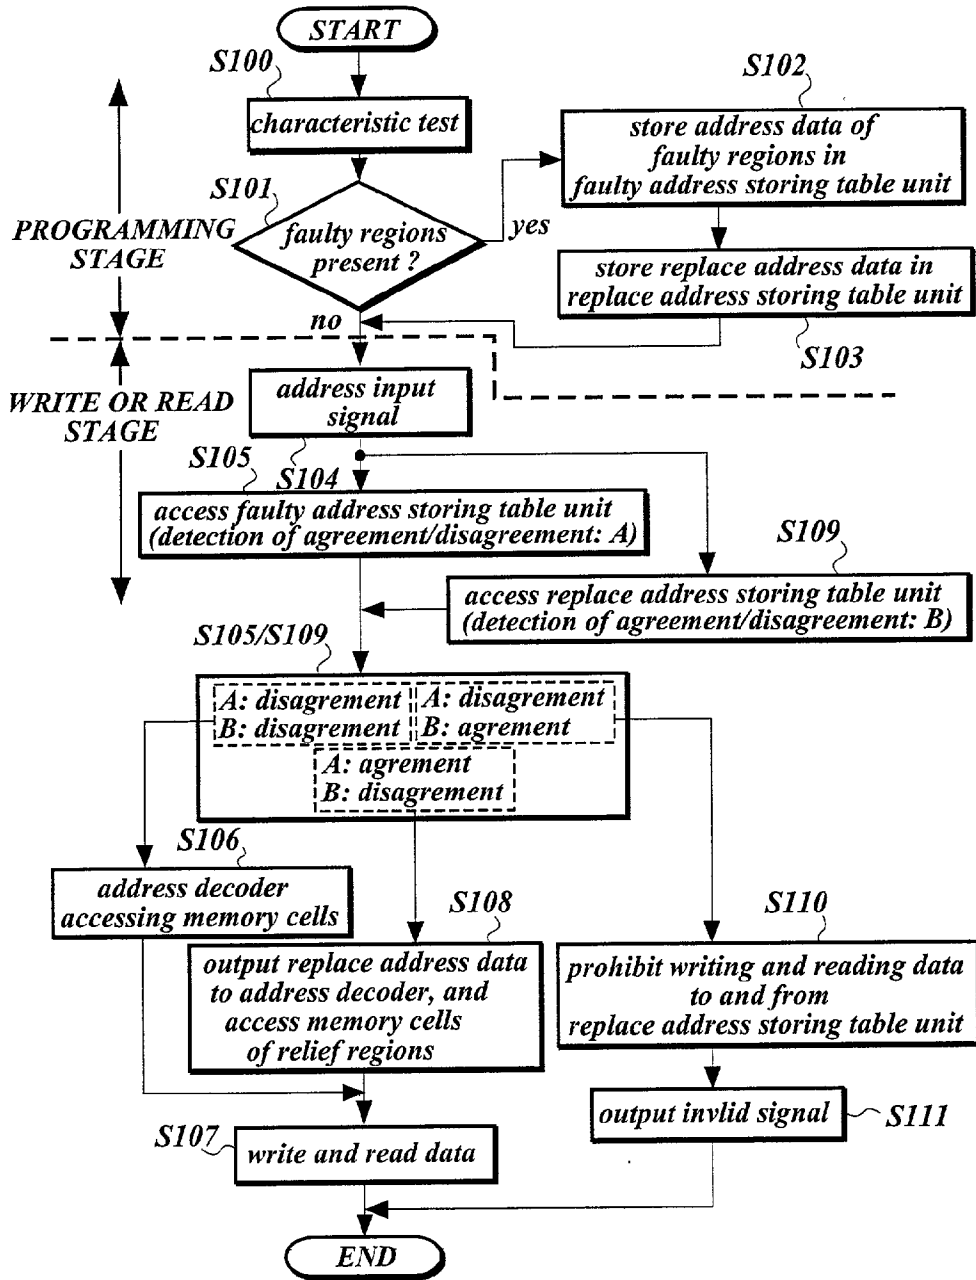 START
S100
characteristic test
S102
store address data of
faulty regions in
faulty address storing table unit
S101
faulty regions
present ?
yes
PROGRAMMING
STAGE
store replace address data in
replace address storing table unit
S103
no
WRITE OR READ
STAGE
address input
signal
S104
S105
access faulty address storing table unit
(detection of agreement/disagreement: A)
S109
access replace address storing table unit
(detection of agreement/disagreement: B)
S105/S109
A: disagrement
B: disagrement
A: disagrement
B: agrement
A: agrement
B: disagrement
S106
address decoder
accessing memory cells
S108
output replace address data
to address decoder, and
access memory cells
of relief regions
S110
prohibit writing and reading data
to and from
replace address storing table unit
output invlid signal
S111
S107
write and read data
END